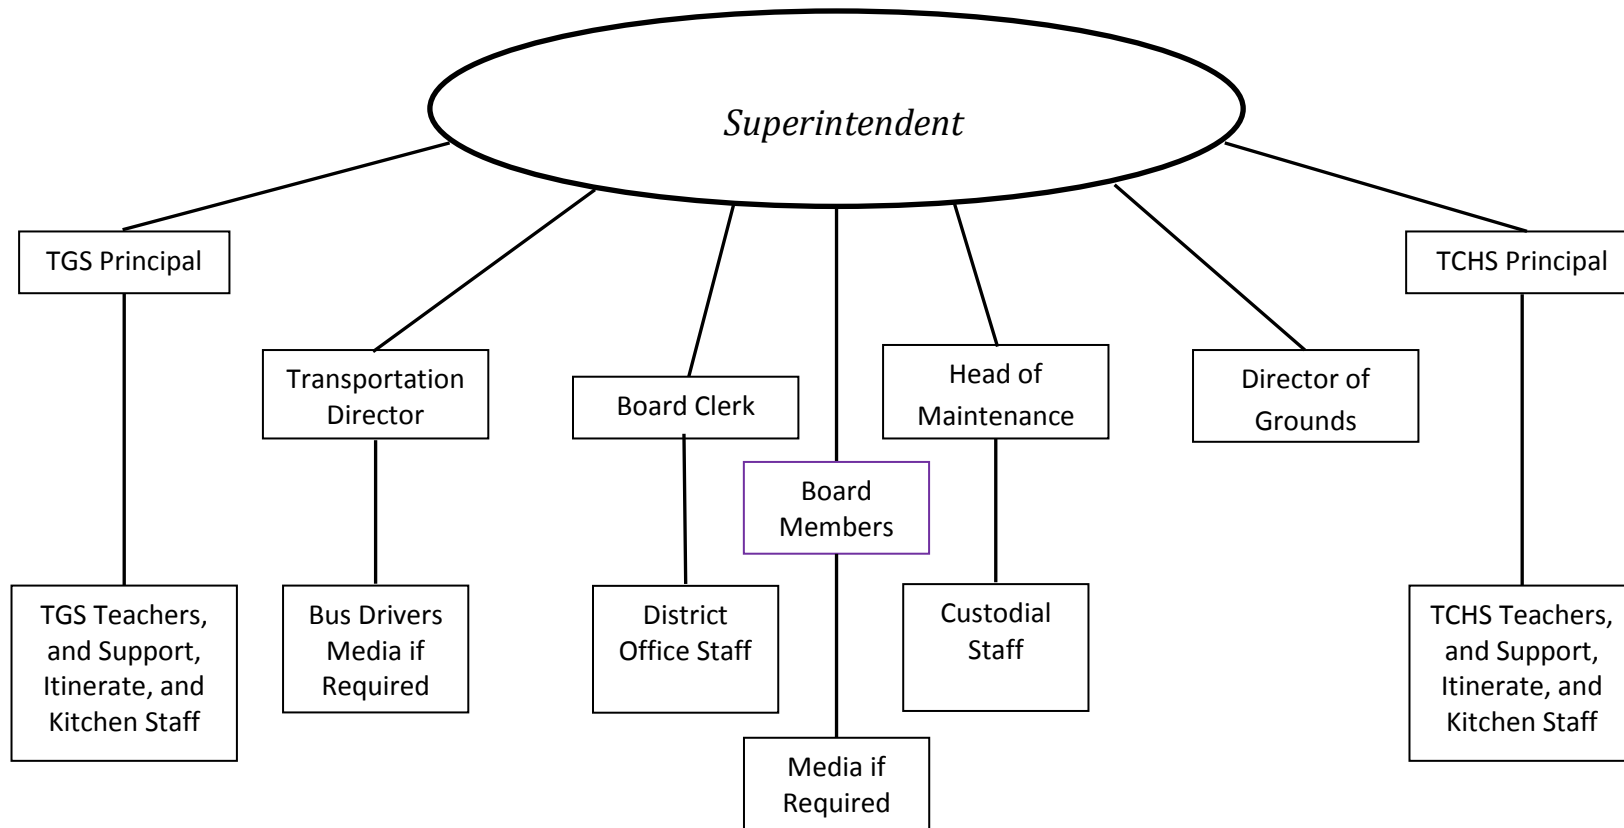 Superintendent
TGS Principal
TCHS Principal
Transportation
Director
Board Clerk
Head of
Maintenance
Director of
Grounds
Board
Members
TGS Teachers,
and Support,
Itinerate, and
Kitchen Staff
Bus Drivers
Media if
Required
District
Office Staff
Custodial
Staff
TCHS Teachers,
and Support,
Itinerate, and
Kitchen Staff
Media if
Required